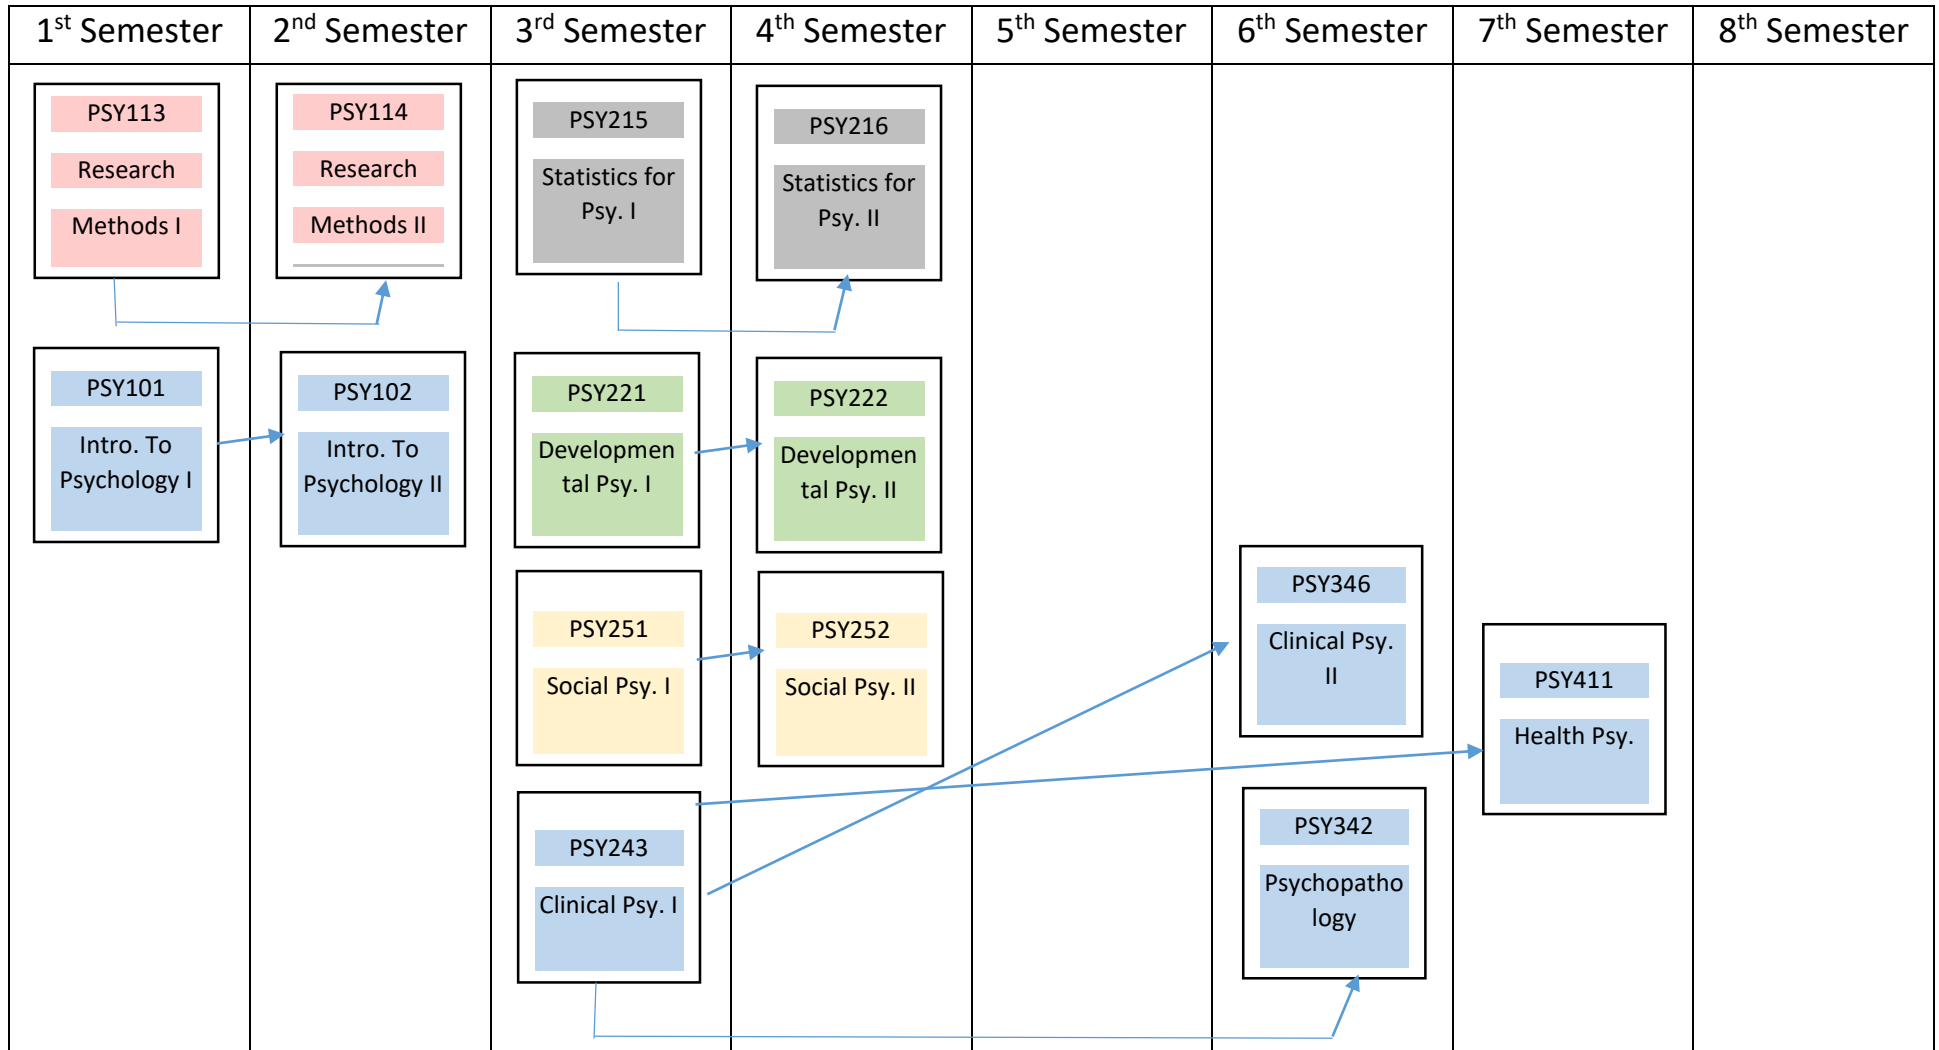 1st Semester
2nd Semester
3rd Semester
4th Semester
5th Semester
6th Semester
7th Semester
8th Semester
PSY113
Research
Methods I
PSY114
Research
Methods II
PSY215
Statistics for
Psy. I
PSY216
Statistics for
Psy. II
PSY101
Intro. To
Psychology I
PSY102
Intro. To
Psychology II
PSY221
Developmen
tal Psy. I
PSY222
Developmen
tal Psy. II
PSY251
Social Psy. I
PSY252
Social Psy. II
PSY346
Clinical Psy.
II
PSY411
Health Psy.
PSY243
Clinical Psy. I
PSY342
Psychopatho
logy